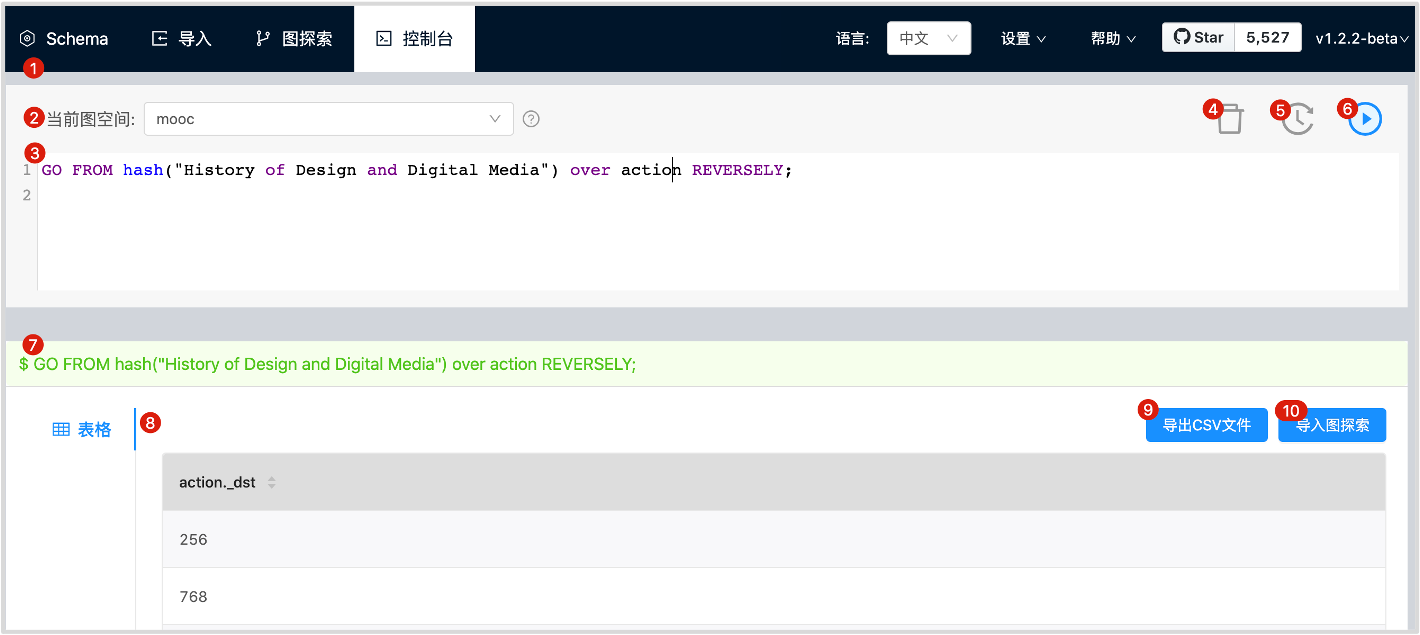 Schema 导入 图探索 控制台 语言: 中文 设置 帮助 Star 5,527 v1.2.2-beta
1
2 当前图空间: mooc ? 4 5 6
3
1 GO FROM hash("History of Design and Digital Media") over action REVERSELY;
2
7
$ GO FROM hash("History of Design and Digital Media") over action REVERSELY;
表格 8 9 导出CSV文件 10 导入图探索
action._dst
256
768